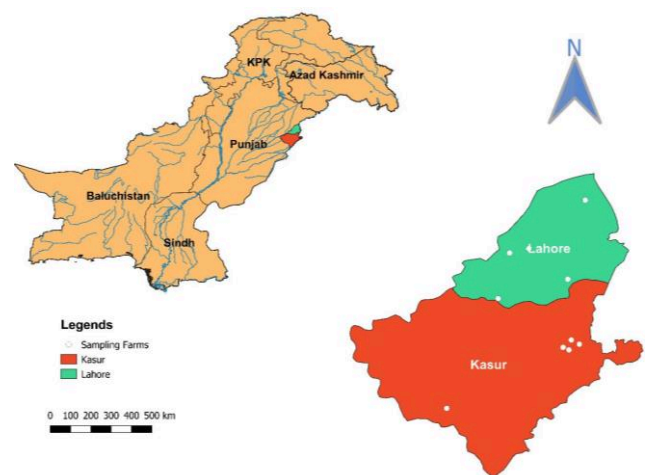 N
KPK
Azad Kashmir
Punjab
Baluchistan
Sindh
Lahore
Kasur
Legends
Sampling Farms
Kasur
Lahore
0 100 200 300 400 500 km